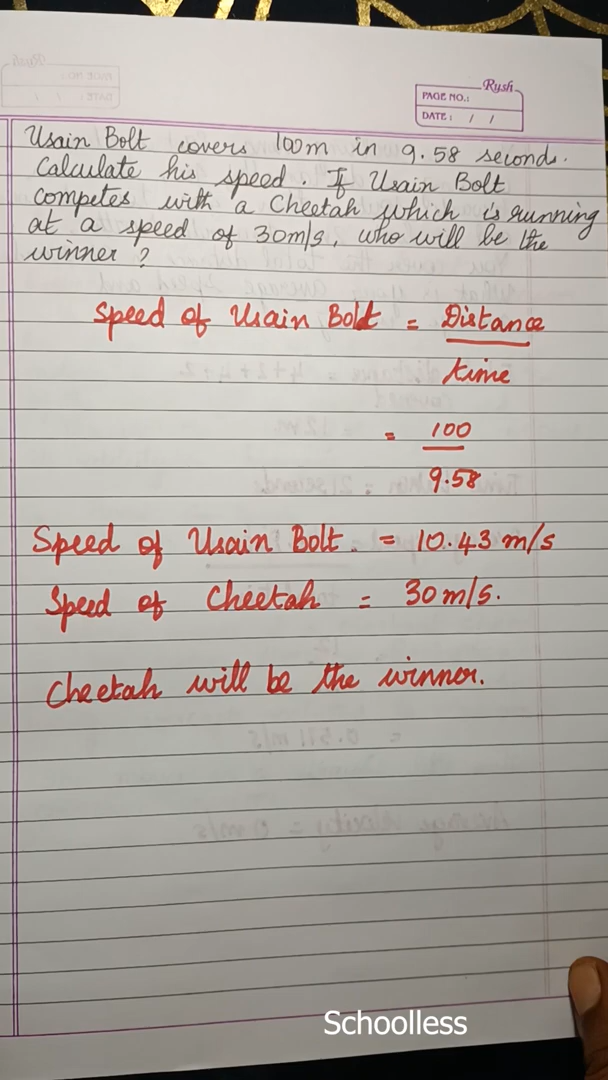 Rysh
PAGE NO.:
DATE: / /
Usain Bolt covers 100m in 9.58 seconds.
Calculate his speed. If Usain Bolt
competes with a Cheetah which is running
at a speed of 30m/s, who will be the
winner?
Speed of Usain Bolt = Distance
time
= 100
9.58
Speed of Usain Bolt. = 10.43 m/s
Speed of Cheetah = 30m/s.
Cheetah will be the winner.
Schoolless